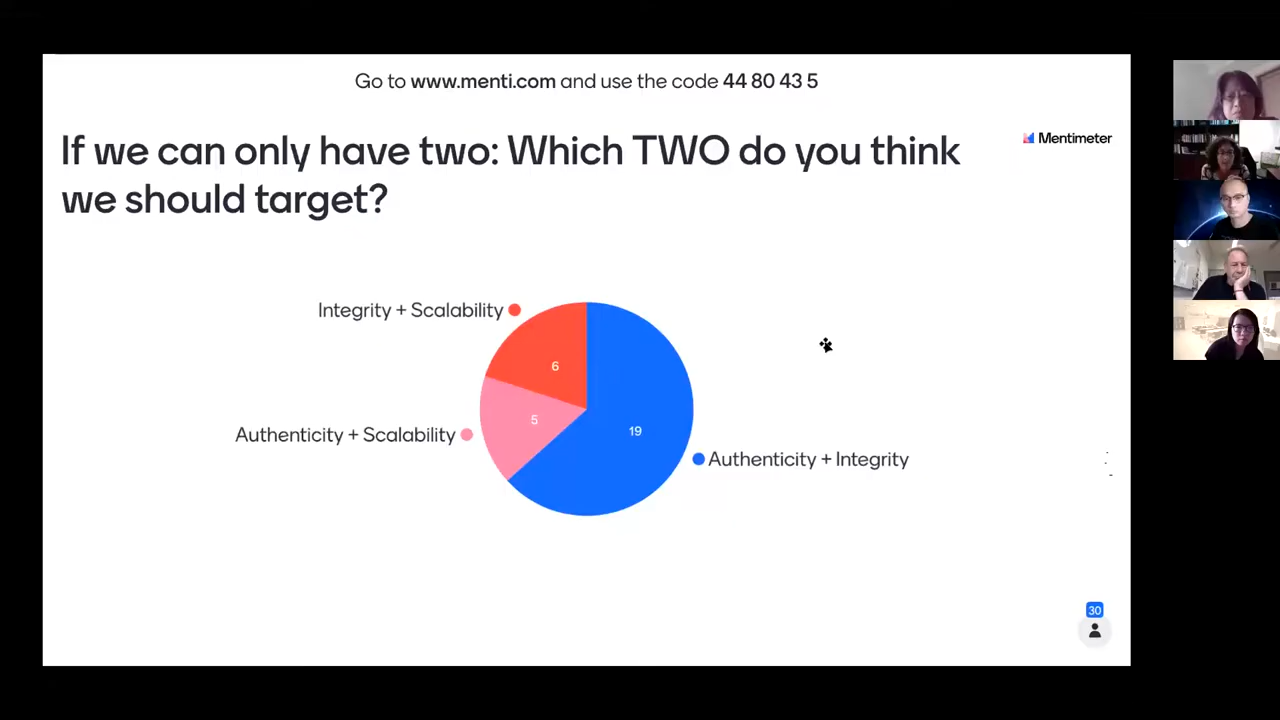 Go to www.menti.com and use the code 44 80 43 5
If we can only have two: Which TWO do you think
we should target?
Mentimeter
Integrity + Scalability
6
5
Authenticity + Scalability
19
Authenticity + Integrity
30